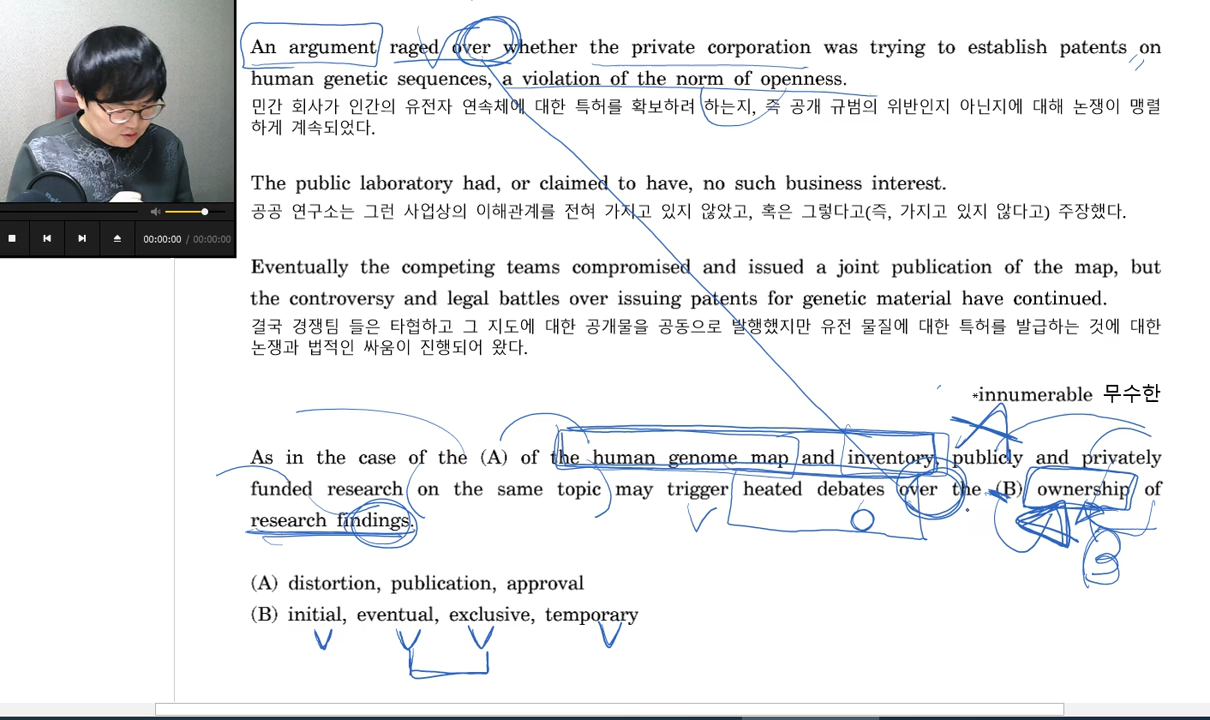 An argument raged over whether the private corporation was trying to establish patents on
human genetic sequences, a violation of the norm of openness.
민간 회사가 인간의 유전자 연속체에 대한 특허를 확보하려 하는지, 즉 공개 규범의 위반인지 아닌지에 대해 논쟁이 맹렬
하게 계속되었다.
The public laboratory had, or claimed to have, no such business interest.
공공 연구소는 그런 사업상의 이해관계를 전혀 가지고 있지 않았고, 혹은 그렇다고(즉, 가지고 있지 않다고) 주장했다.
00:00:00 / 00:00:00
Eventually the competing teams compromised and issued a joint publication of the map, but
the controversy and legal battles over issuing patents for genetic material have continued.
결국 경쟁팀 들은 타협하고 그 지도에 대한 공개물을 공동으로 발행했지만 유전 물질에 대한 특허를 발급하는 것에 대한
논쟁과 법적인 싸움이 진행되어 왔다.
*innumerable 무수한
As in the case of the (A) of the human genome map and inventory, publicly and privately
funded research on the same topic may trigger heated debates over the (B) ownership of
research findings.
A B
(A) distortion, publication, approval
(B) initial, eventual, exclusive, temporary